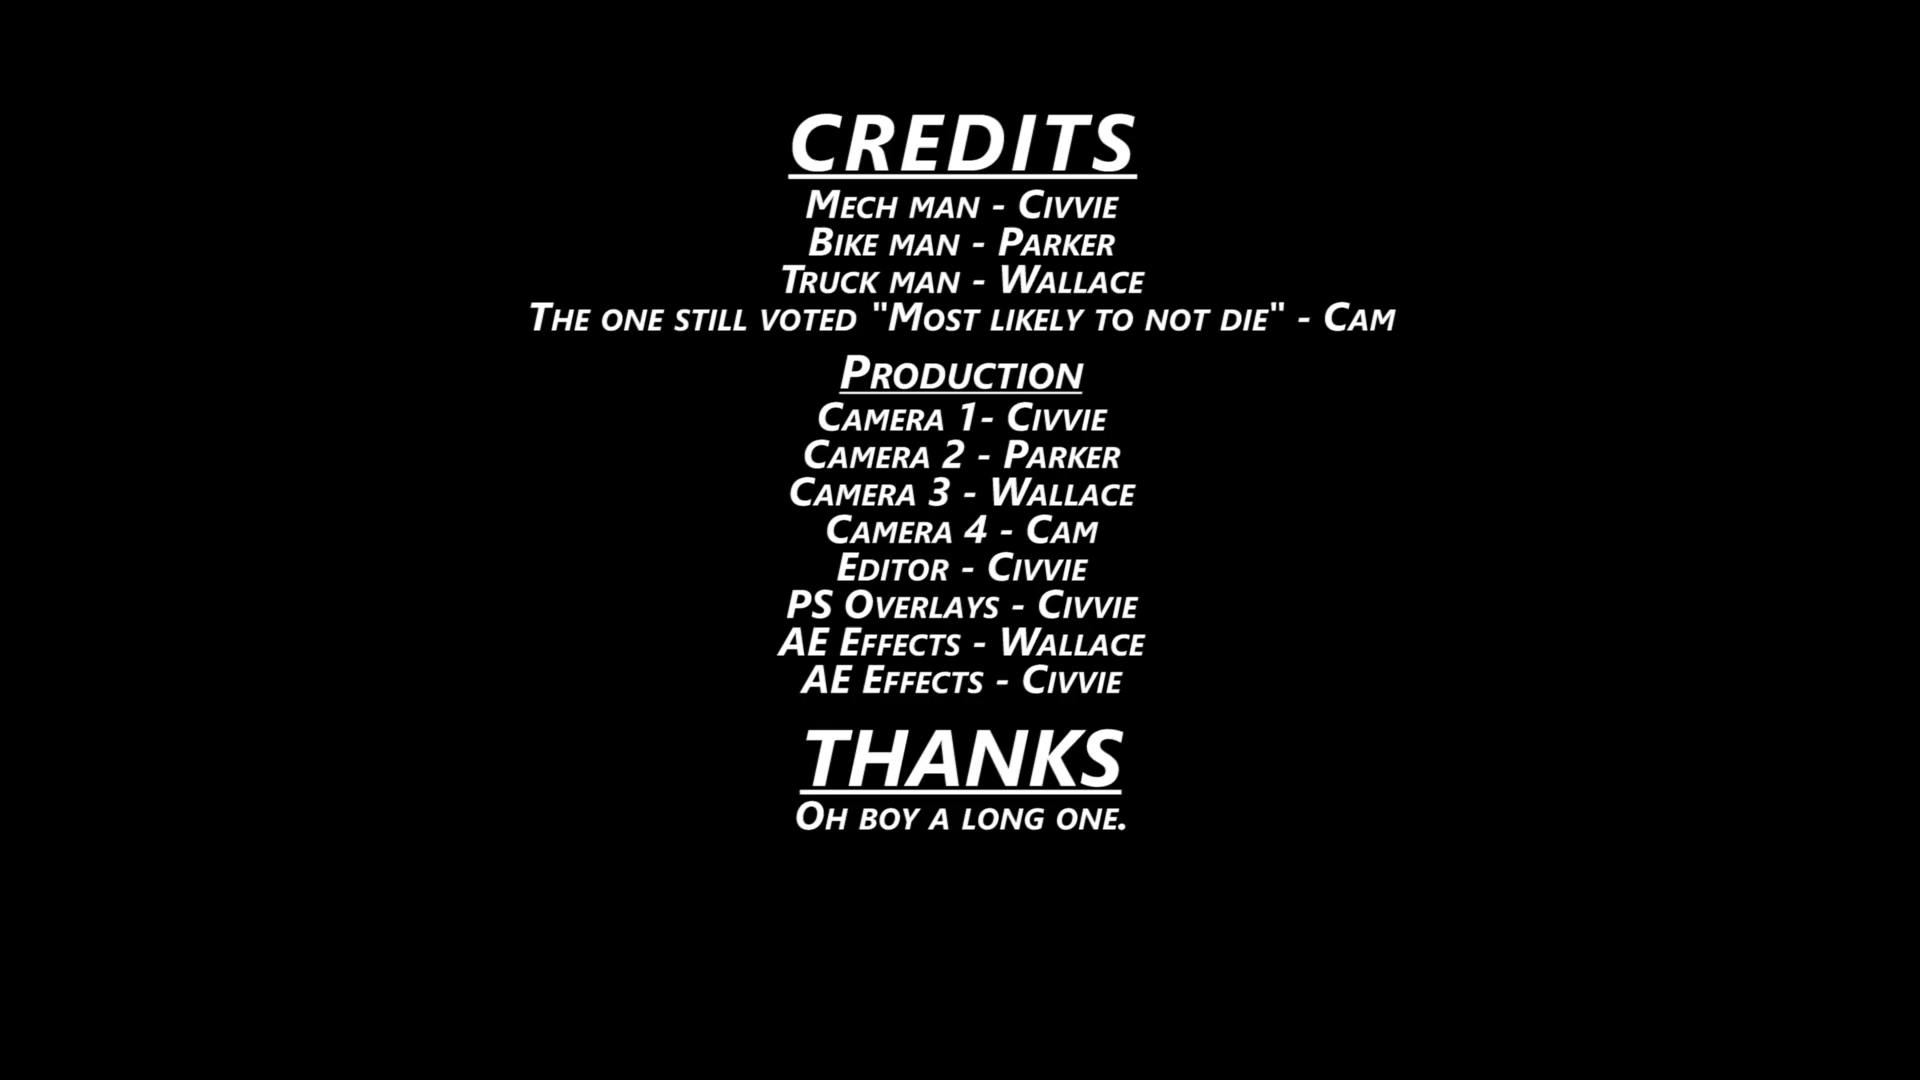 CREDITS
Mech man - Civvie
Bike man - Parker
Truck man - Wallace
The one still voted "Most likely to not die" - Cam
Production
Camera 1- Civvie
Camera 2 - Parker
Camera 3 - Wallace
Camera 4 - Cam
Editor - Civvie
PS Overlays - Civvie
AE Effects - Wallace
AE Effects - Civvie
THANKS
Oh boy a long one.